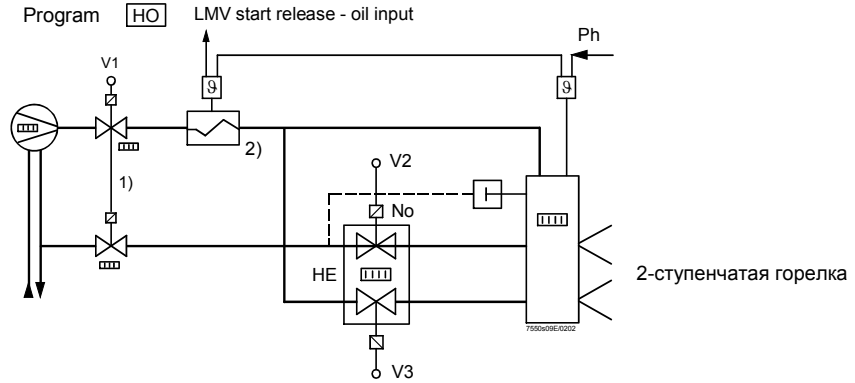 Program HO LMV start release - oil input
Ph
V1
ϑ ϑ
2)
1)
V2
No
HE
2-ступенчатая горелка
7550s09E/0202
V3